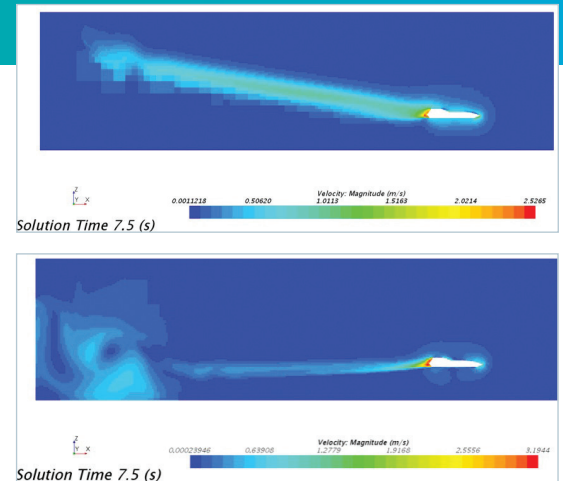 Z
Y X
Velocity: Magnitude (m/s)
0.0011218 0.50620 1.0113 1.5163 2.0214 2.5265
Solution Time 7.5 (s)
Z
Y X
Velocity: Magnitude (m/s)
0.00023946 0.63908 1.2779 1.9168 2.5556 3.1944
Solution Time 7.5 (s)